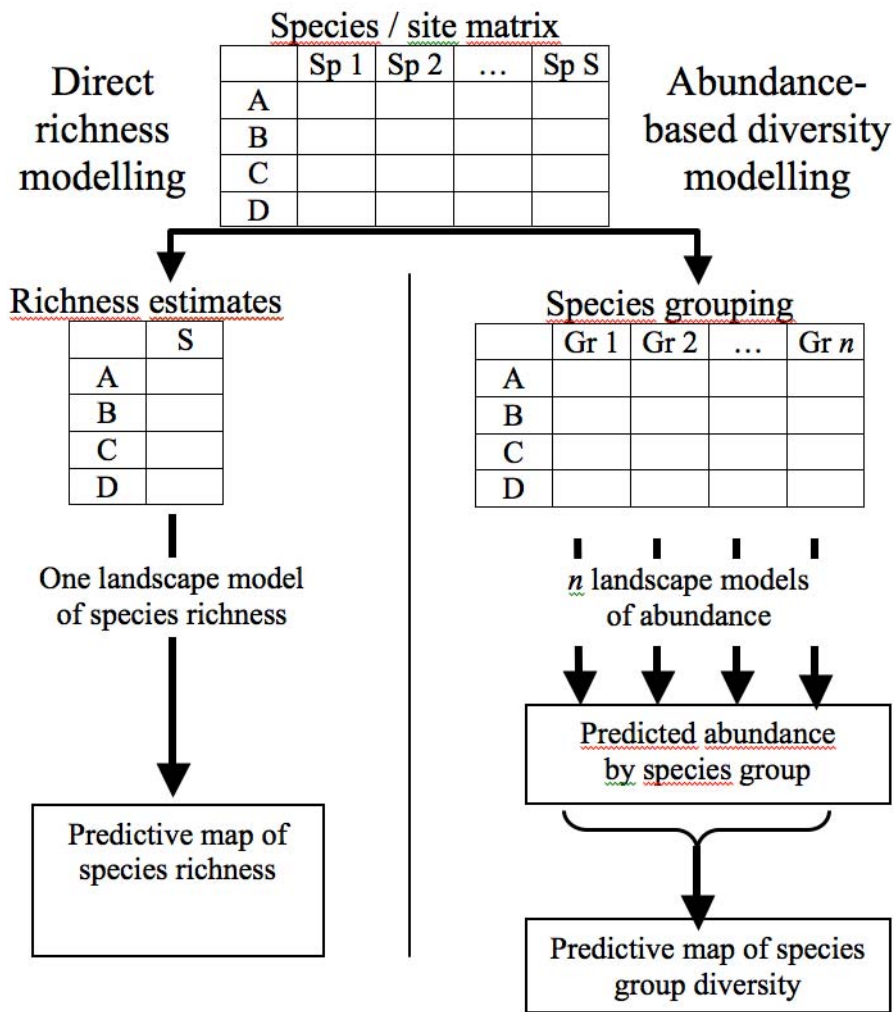 Species / site matrix
Direct
richness
modelling
Sp 1 Sp 2 ... Sp S
A
B
C
D
Abundance-
based diversity
modelling
Richness estimates
S
A
B
C
D
One landscape model
of species richness
Predictive map of
species richness
Species grouping
Gr 1 Gr 2 ... Gr n
A
B
C
D
n landscape models
of abundance
Predicted abundance
by species group
Predictive map of species
group diversity